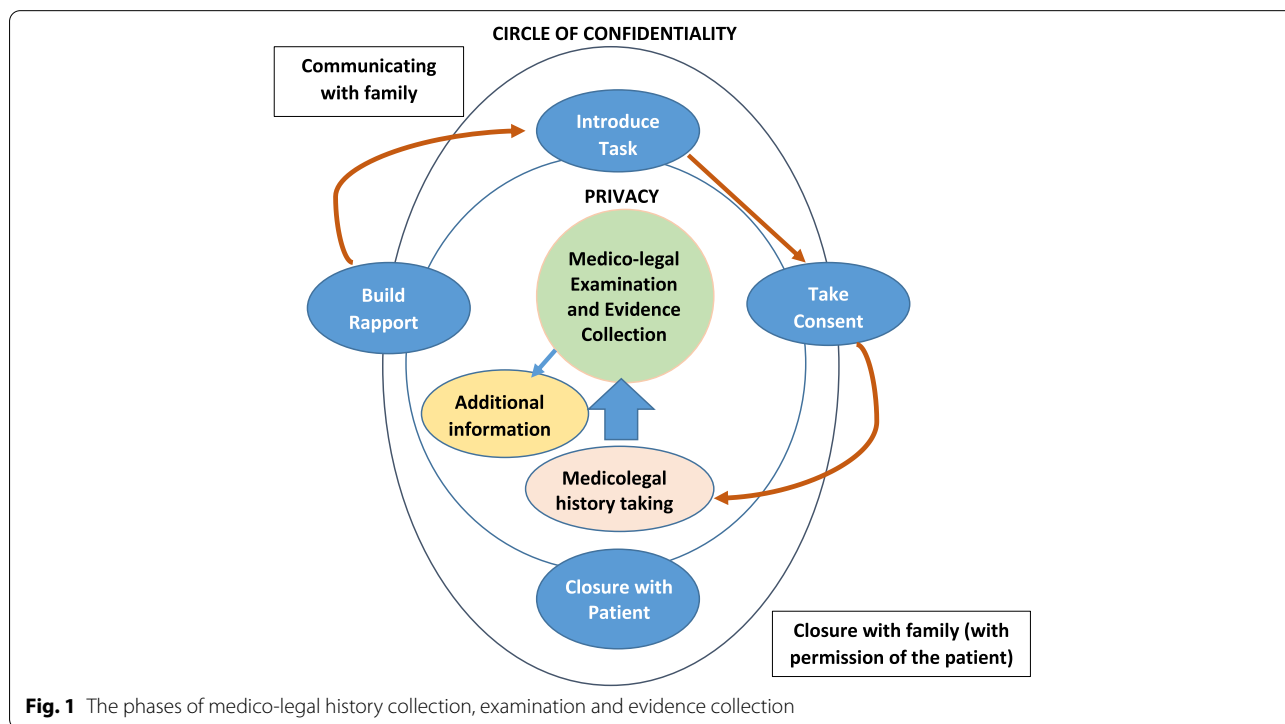 CIRCLE OF CONFIDENTIALITY
Communicating
with family
Introduce
Task
PRIVACY
Medico-legal
Examination
and Evidence
Collection
Build
Rapport
Take
Consent
Additional
information
Medicolegal
history taking
Closure with
Patient
Closure with family (with
permission of the patient)
Fig. 1 The phases of medico-legal history collection, examination and evidence collection